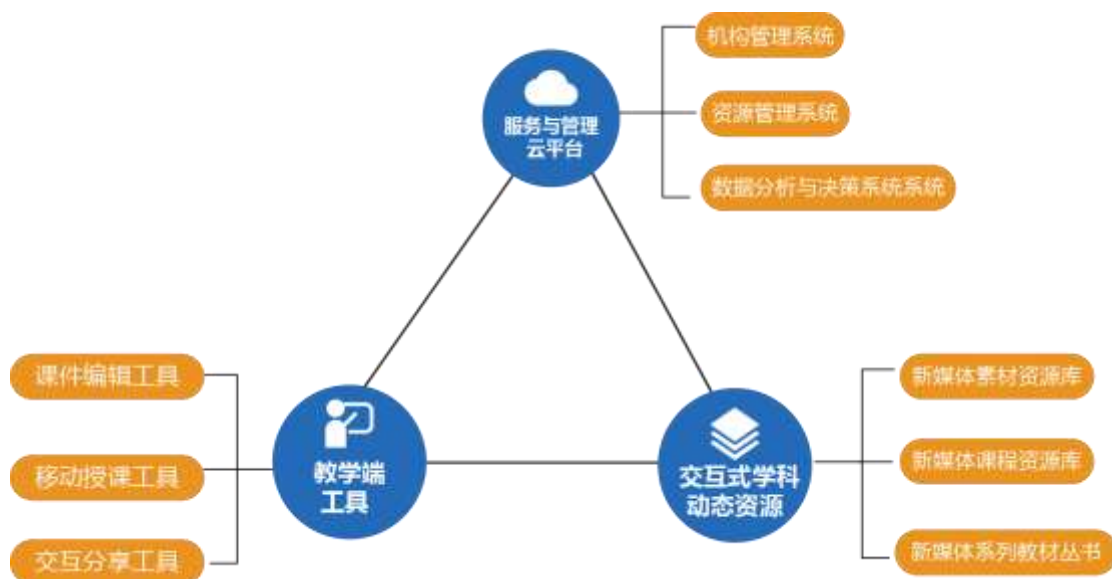 机构管理系统
服务与管理
云平台
资源管理系统
数据分析与决策系统系统
课件编辑工具
移动授课工具
交互分享工具
教学端
工具
交互式学科
动态资源
新媒体素材资源库
新媒体课程资源库
新媒体系列教材丛书